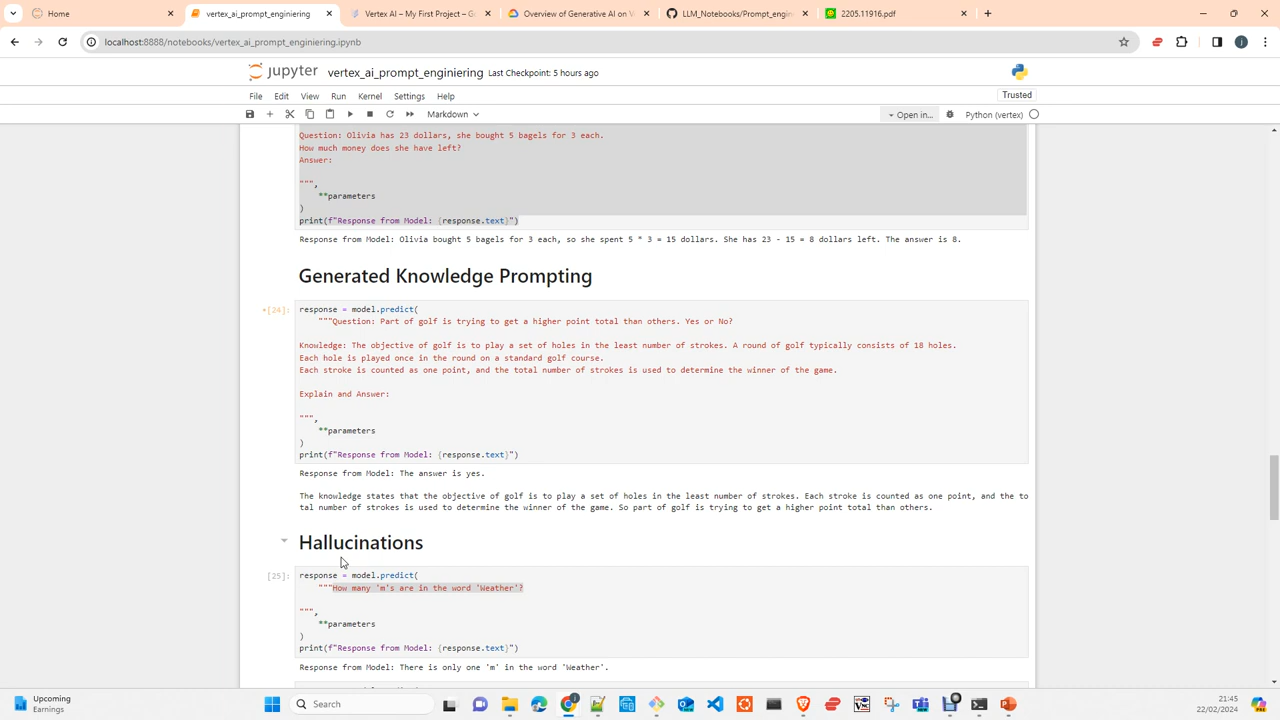 Home
vertex_ai_prompt_enginiering
Vertex AI – My First Project – Go
Overview of Generative AI on V
LLM_Notebooks/Prompt_engin
2205.11916.pdf
localhost:8888/notebooks/vertex_ai_prompt_enginiering.ipynb
jupyter vertex_ai_prompt_enginiering Last Checkpoint: 5 hours ago
File Edit View Run Kernel Settings Help
Trusted
Markdown
Open in...
Python (vertex)
Question: Olivia has 23 dollars, she bought 5 bagels for 3 each.
How much money does she have left?
Answer:
""",
**parameters
)
print(f"Response from Model: {response.text}")
Response from Model: Olivia bought 5 bagels for 3 each, so she spent 5 * 3 = 15 dollars. She has 23 - 15 = 8 dollars left. The answer is 8.
Generated Knowledge Prompting
[24]:
response = model.predict(
"""Question: Part of golf is trying to get a higher point total than others. Yes or No?
Knowledge: The objective of golf is to play a set of holes in the least number of strokes. A round of golf typically consists of 18 holes.
Each hole is played once in the round on a standard golf course.
Each stroke is counted as one point, and the total number of strokes is used to determine the winner of the game.
Explain and Answer:
""",
**parameters
)
print(f"Response from Model: {response.text}")
Response from Model: The answer is yes.
The knowledge states that the objective of golf is to play a set of holes in the least number of strokes. Each stroke is counted as one point, and the to
tal number of strokes is used to determine the winner of the game. So part of golf is trying to get a higher point total than others.
Hallucinations
[25]:
response = model.predict(
"""How many 'm's are in the word 'Weather'?
""",
**parameters
)
print(f"Response from Model: {response.text}")
Response from Model: There is only one 'm' in the word 'Weather'.
Upcoming
Earnings
Search
21:45
22/02/2024